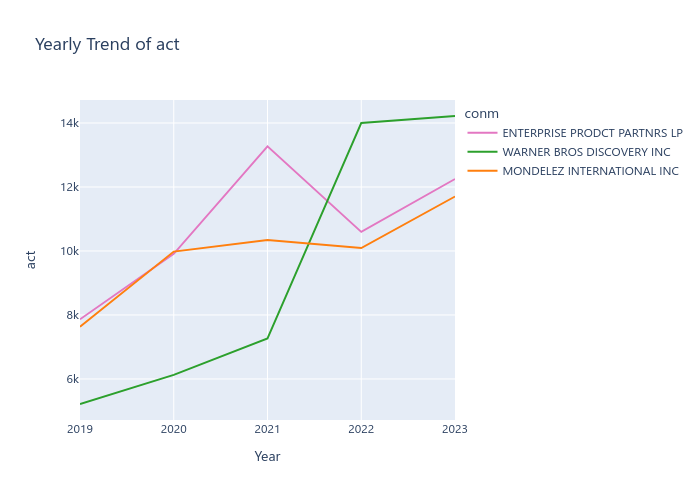 Yearly Trend of act
conm
ENTERPRISE PRODCT PARTNRS LP
WARNER BROS DISCOVERY INC
MONDELEZ INTERNATIONAL INC
14k
12k
10k
8k
6k
act
2019
2020
2021
2022
2023
Year